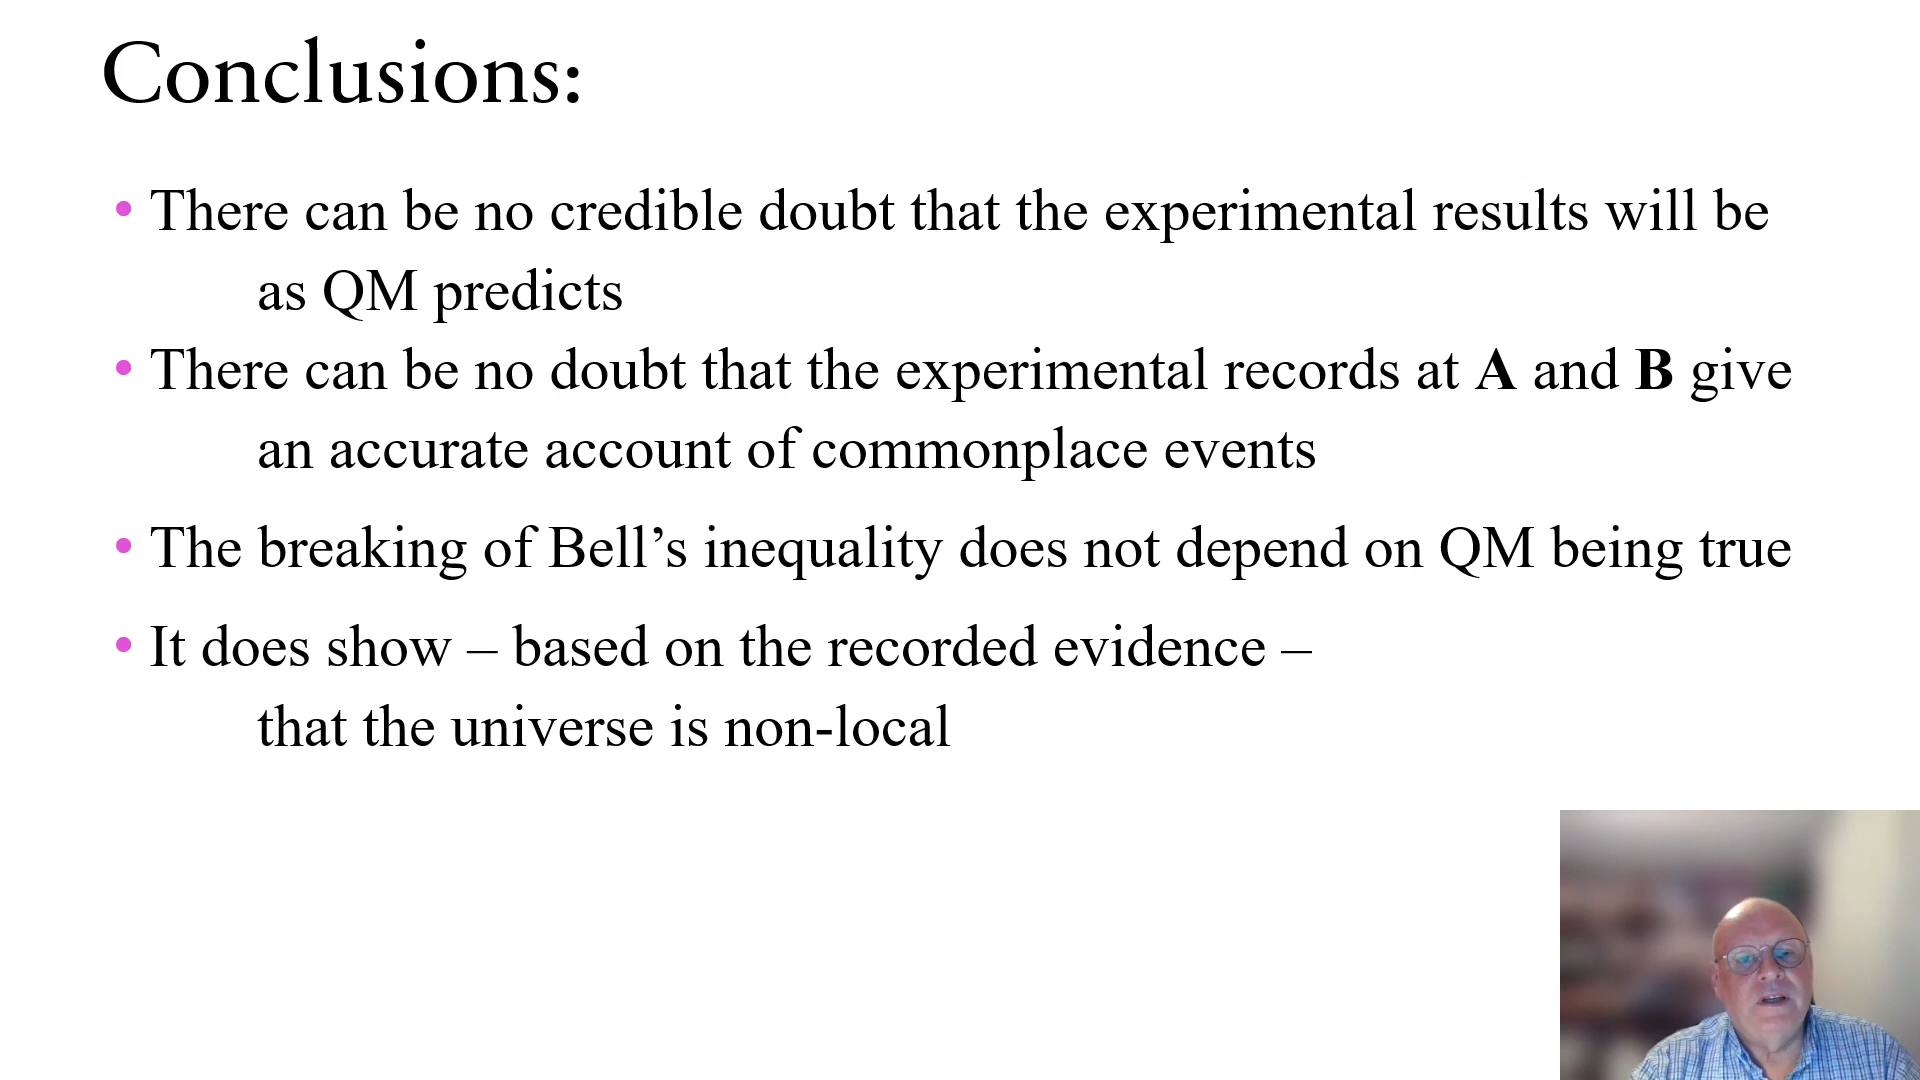 Conclusions:
• There can be no credible doubt that the experimental results will be
as QM predicts
• There can be no doubt that the experimental records at A and B give
an accurate account of commonplace events
• The breaking of Bell’s inequality does not depend on QM being true
• It does show – based on the recorded evidence –
that the universe is non-local